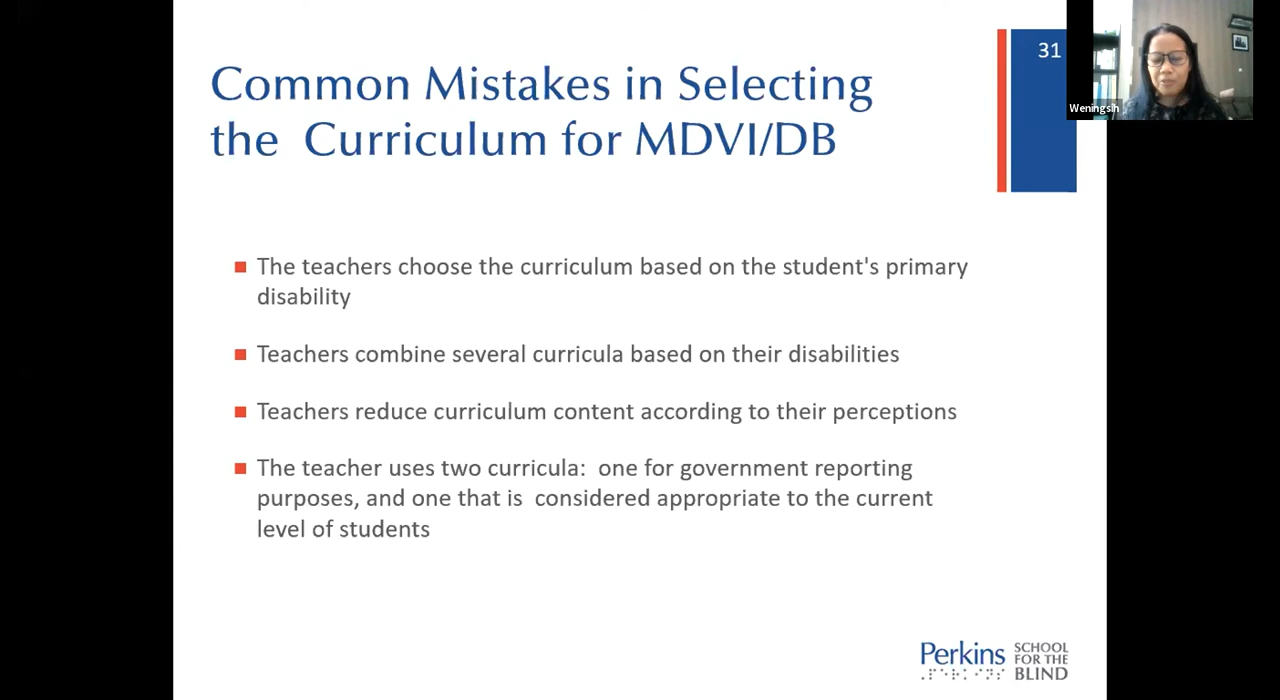 31
Weningsih
Common Mistakes in Selecting
the Curriculum for MDVI/DB
The teachers choose the curriculum based on the student's primary
disability
Teachers combine several curricula based on their disabilities
Teachers reduce curriculum content according to their perceptions
The teacher uses two curricula: one for government reporting
purposes, and one that is considered appropriate to the current
level of students
Perkins SCHOOL
FOR THE
BLIND
⠠⠏⠑⠗⠅⠊⠝⠎